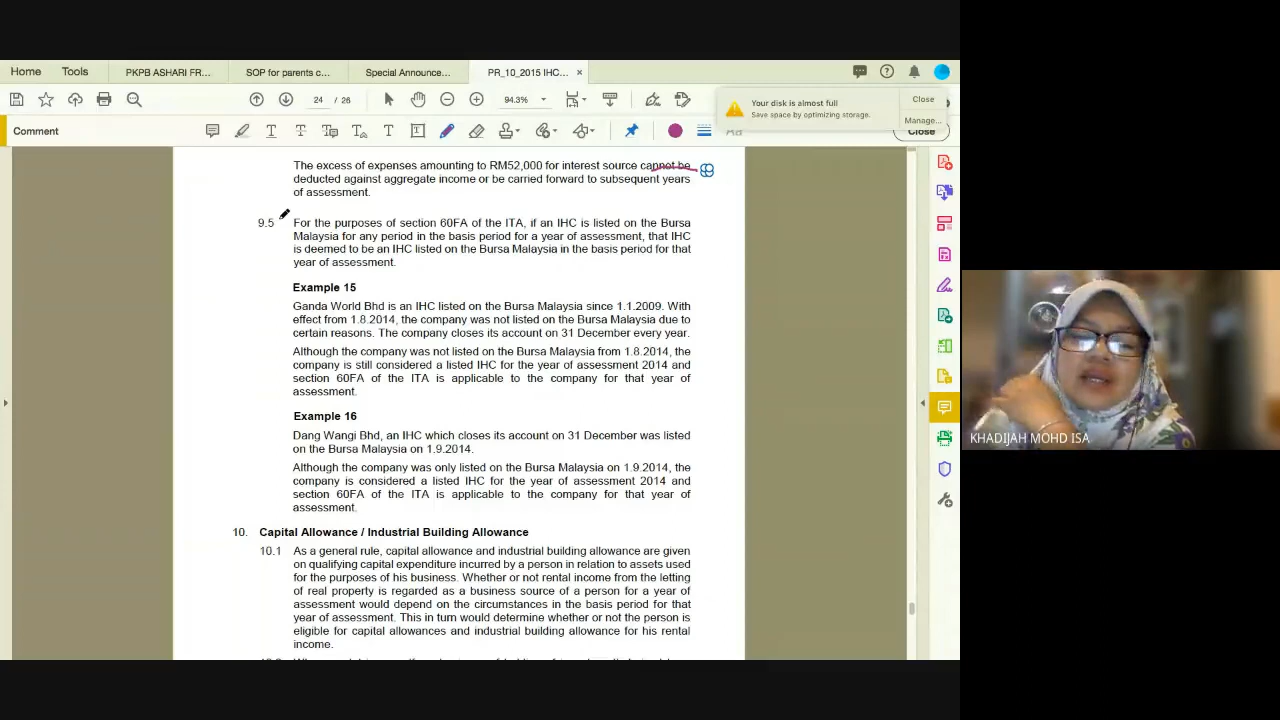 Home Tools PKPB ASHARI FR... SOP for parents c... Special Announce... PR_10_2015 IHC... ×
24 / 26 94.3%
Your disk is almost full
Save space by optimizing storage.
Close
Manage...
Comment
Aa
Close
The excess of expenses amounting to RM52,000 for interest source cannot be
deducted against aggregate income or be carried forward to subsequent years
of assessment.
9.5 For the purposes of section 60FA of the ITA, if an IHC is listed on the Bursa
Malaysia for any period in the basis period for a year of assessment, that IHC
is deemed to be an IHC listed on the Bursa Malaysia in the basis period for that
year of assessment.
Example 15
Ganda World Bhd is an IHC listed on the Bursa Malaysia since 1.1.2009. With
effect from 1.8.2014, the company was not listed on the Bursa Malaysia due to
certain reasons. The company closes its account on 31 December every year.
Although the company was not listed on the Bursa Malaysia from 1.8.2014, the
company is still considered a listed IHC for the year of assessment 2014 and
section 60FA of the ITA is applicable to the company for that year of
assessment.
Example 16
Dang Wangi Bhd, an IHC which closes its account on 31 December was listed
on the Bursa Malaysia on 1.9.2014.
Although the company was only listed on the Bursa Malaysia on 1.9.2014, the
company is considered a listed IHC for the year of assessment 2014 and
section 60FA of the ITA is applicable to the company for that year of
assessment.
10. Capital Allowance / Industrial Building Allowance
10.1 As a general rule, capital allowance and industrial building allowance are given
on qualifying capital expenditure incurred by a person in relation to assets used
for the purposes of his business. Whether or not rental income from the letting
of real property is regarded as a business source of a person for a year of
assessment would depend on the circumstances in the basis period for that
year of assessment. This in turn would determine whether or not the person is
eligible for capital allowances and industrial building allowance for his rental
income.
KHADIJAH MOHD ISA